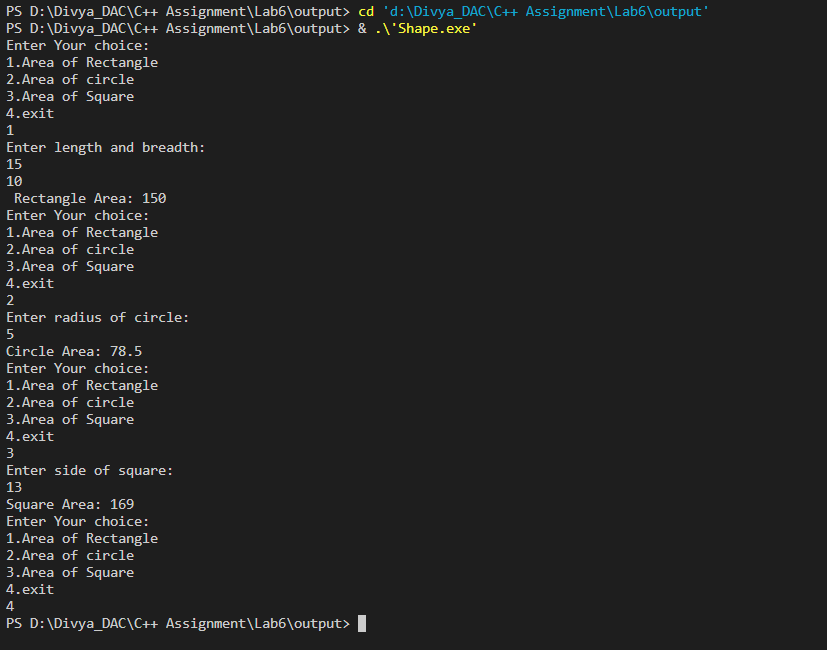 PS D:\Divya_DAC\C++ Assignment\Lab6\output> cd 'd:\Divya_DAC\C++ Assignment\Lab6\output'
PS D:\Divya_DAC\C++ Assignment\Lab6\output> & .\'Shape.exe'
Enter Your choice:
1.Area of Rectangle
2.Area of circle
3.Area of Square
4.exit
1
Enter length and breadth:
15
10
 Rectangle Area: 150
Enter Your choice:
1.Area of Rectangle
2.Area of circle
3.Area of Square
4.exit
2
Enter radius of circle:
5
Circle Area: 78.5
Enter Your choice:
1.Area of Rectangle
2.Area of circle
3.Area of Square
4.exit
3
Enter side of square:
13
Square Area: 169
Enter Your choice:
1.Area of Rectangle
2.Area of circle
3.Area of Square
4.exit
4
PS D:\Divya_DAC\C++ Assignment\Lab6\output>